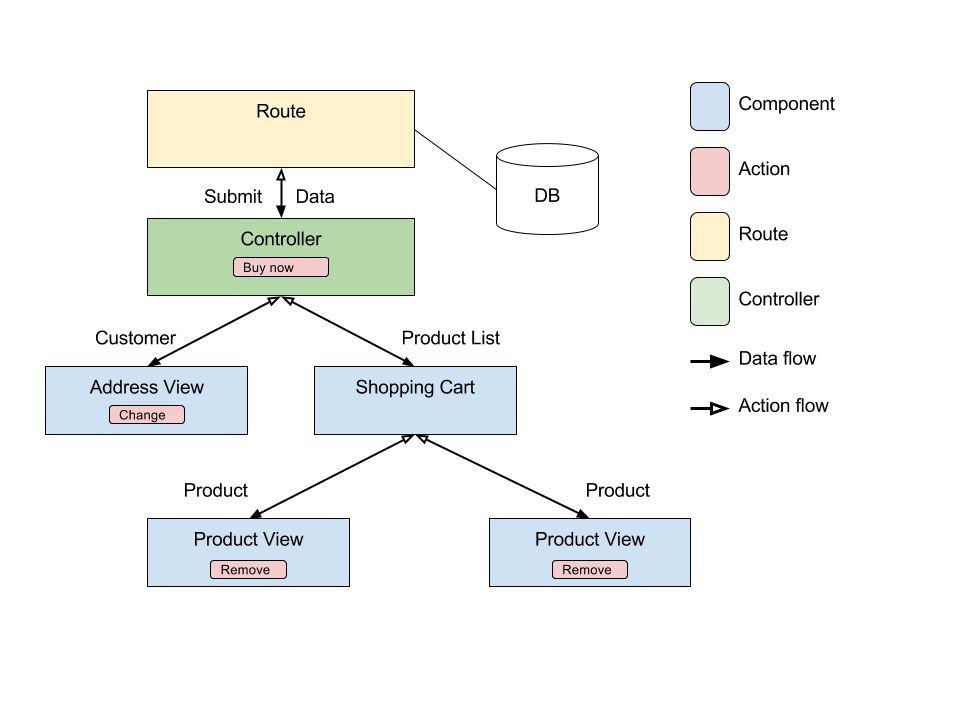 Route
Submit
Data
DB
Controller
Buy now
Customer
Product List
Address View
Change
Shopping Cart
Product
Product
Product View
Remove
Product View
Remove
Component
Action
Route
Controller
Data flow
Action flow